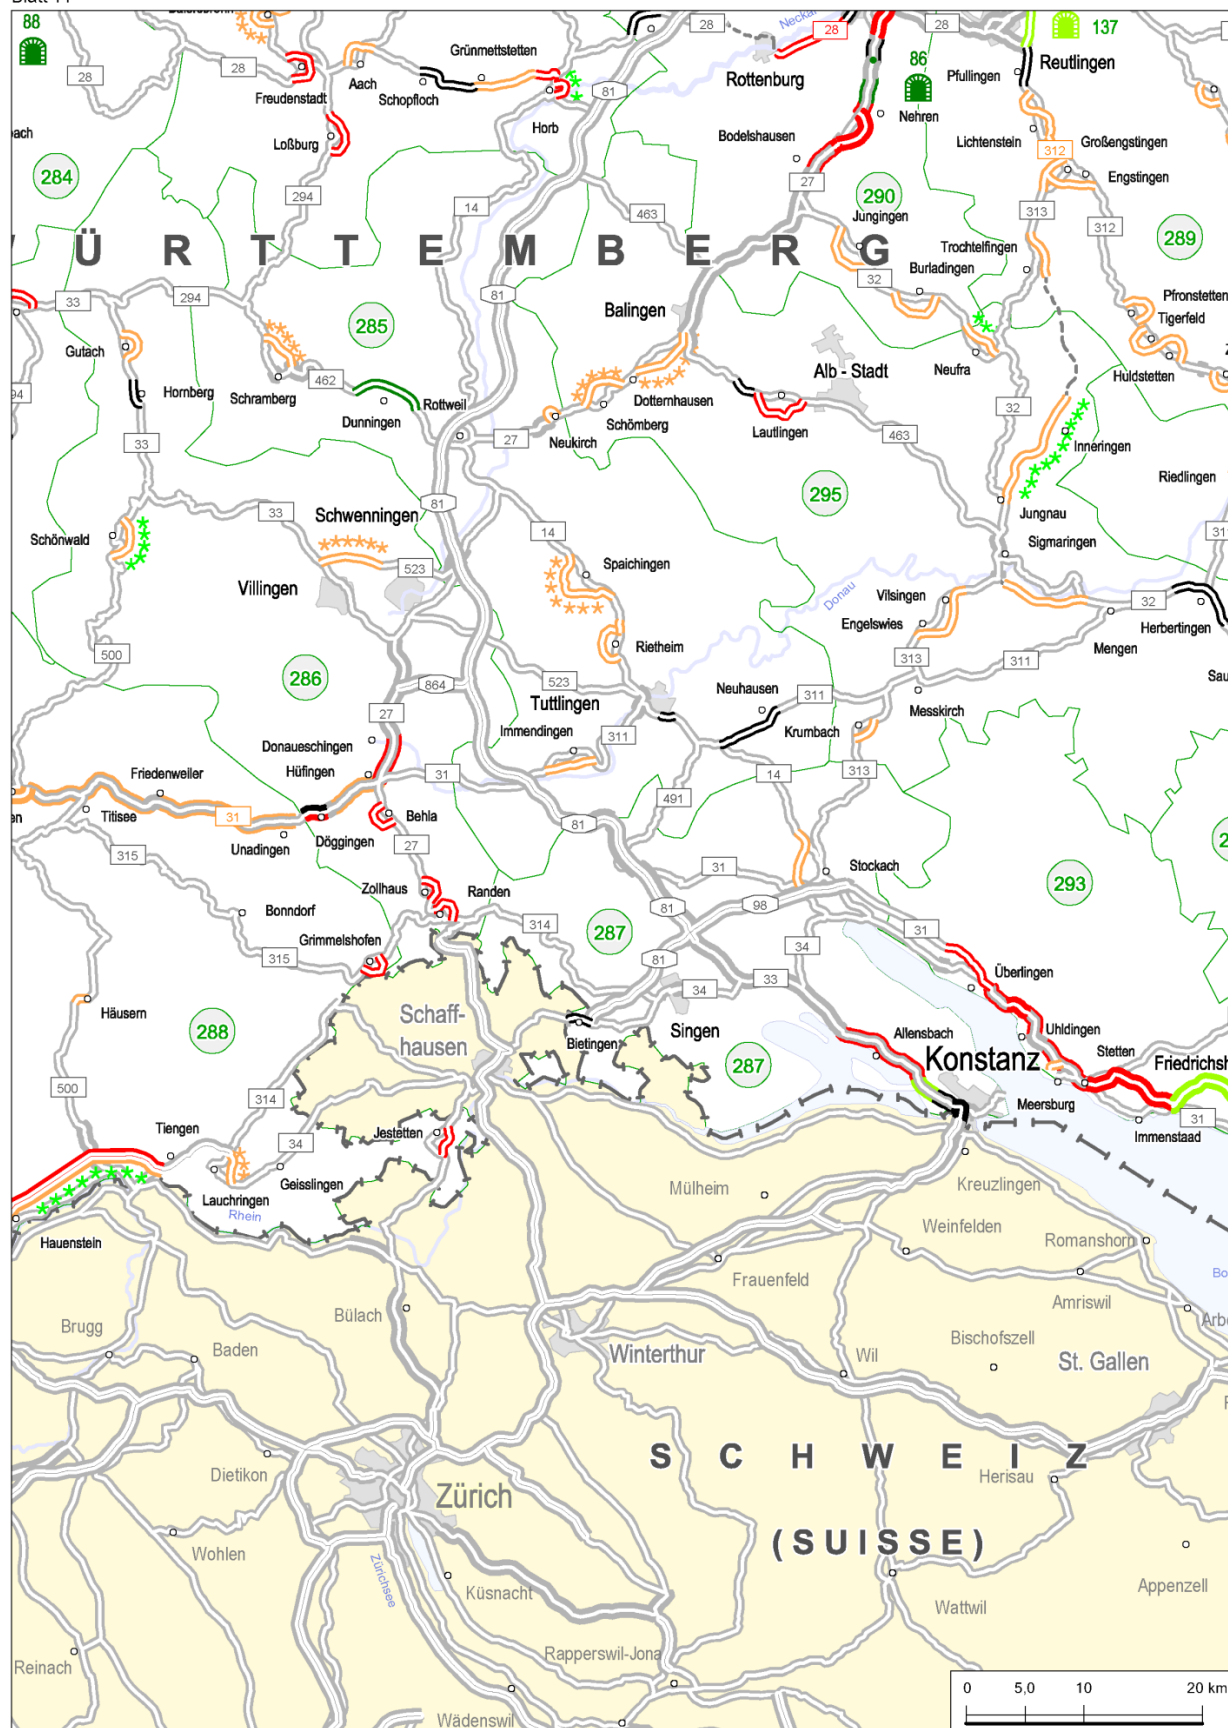 88
28
Neckar
28
28
137
Grünmettstetten
Reutlingen
Rottenburg
86
Pfullingen
28
28
Aach
Freudenstadt
Schopfloch
81
Horb
Nehren
Loßburg
Bodelshausen
Lichtenstein
Großengstingen
312
284
27
290
Engstingen
294
14
463
313
312
Jungingen
289
WÜRTTEMBERG
Trochtelfingen
Burladingen
32
33
294
81
Pfronstetten
285
Balingen
Tigerfeld
Gutach
Neufra
Huldstetten
Alb - Stadt
462
Hornberg
Schramberg
Dotternhausen
32
Rottweil
Schömberg
Dunningen
Lautlingen
27
Neukirch
463
33
Inneringen
Riedlingen
295
81
33
Schwenningen
Jungnau
14
Schönwald
Sigmaringen
523
Spaichingen
Villingen
Donau
Vilsingen
32
Engelswies
Herbertingen
Mengen
500
Rietheim
313
311
286
864
523
Neuhausen
311
Tuttlingen
Messkirch
27
Immendingen
311
Krumbach
Donaueschingen
Hüfingen
31
14
313
Friedenweiler
491
Titisee
31
Behla
81
Unadingen
Döggingen
27
315
31
Stockach
Zollhaus
Randen
293
98
81
Bonndorf
314
287
31
Grimmelshofen
34
315
81
Überlingen
33
34
Häusern
Schaff-
hausen
Singen
Allensbach
Uhldingen
288
Bietingen
Stetten
287
Konstanz
500
314
Meersburg
31
Tiengen
34
Jestetten
Immenstaad
Geisslingen
Lauchringen
Kreuzlingen
Mülheim
Rhein
Weinfelden
Hauenstein
Romanshorn
Frauenfeld
Amriswil
Bülach
Brugg
Bischofszell
Baden
Winterthur
Wil
St. Gallen
SCHWEIZ
Dietikon
Herisau
Zürich
Wohlen
(SUISSE)
Zürichsee
Küsnacht
Appenzell
Wattwil
Rapperswil-Jona
Reinach
0 5,0 10 20 km
Wädenswil